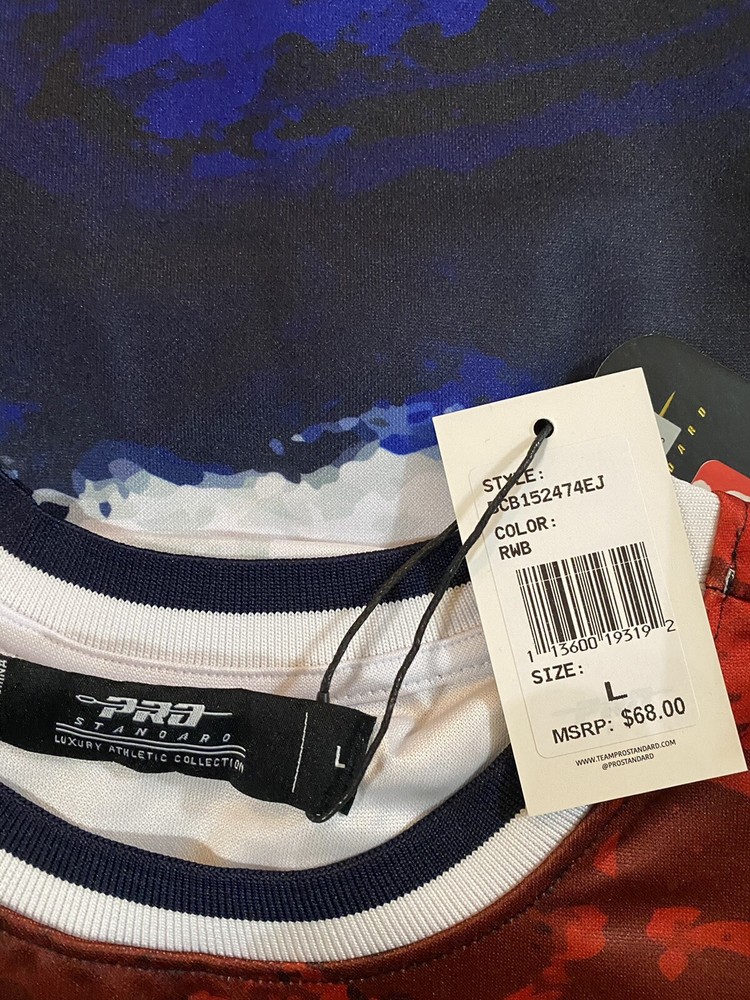 STYLE:
BCB152474EJ
COLOR:
RWB
1 13600 19319 2
SIZE:
L
MSRP: $68.00
WWW.TEAMPROSTANDARD.COM
@PROSTANDARD
PRO
STANDARD
LUXURY ATHLETIC COLLECTION
L